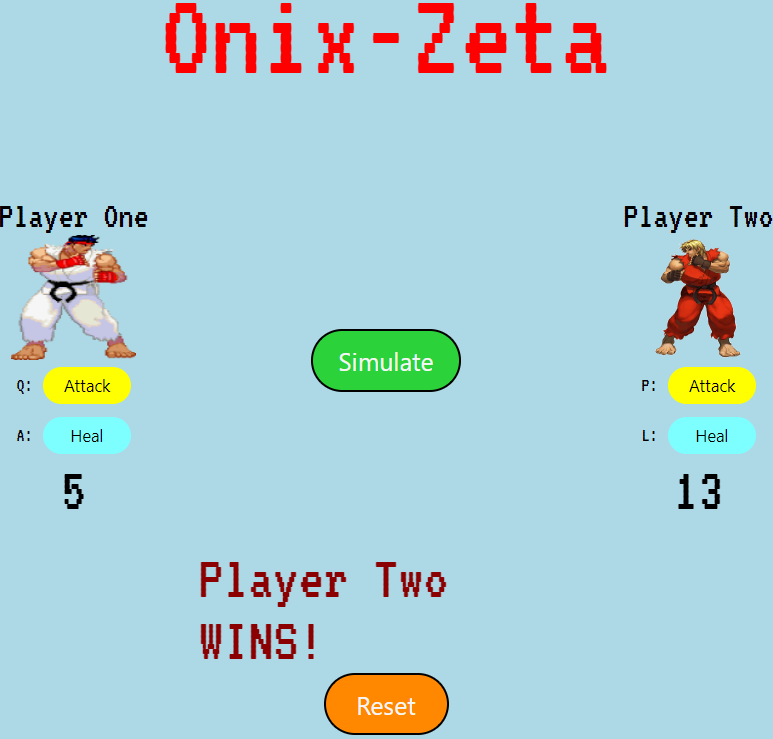 Onix-Zeta
Player One
Player Two
Simulate
Q: Attack
P: Attack
A: Heal
L: Heal
5
13
Player Two
WINS!
Reset